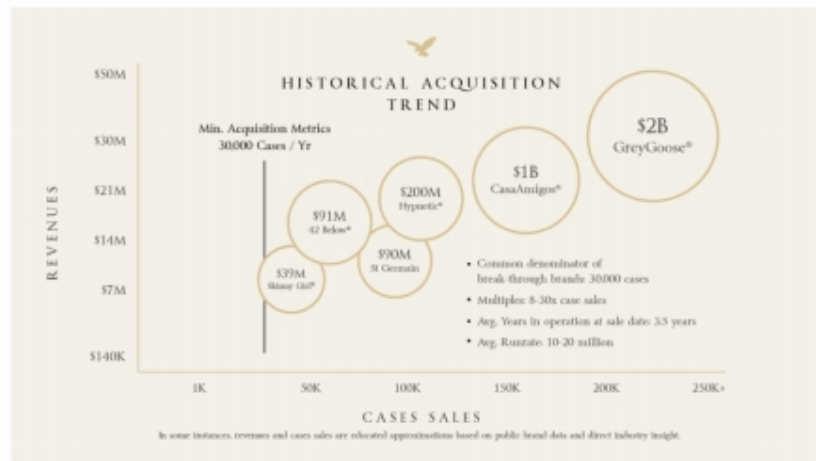 HISTORICAL ACQUISITION
TREND
$50M
$30M
$21M
$14M
$7M
$140K
REVENUES
Min. Acquisition Metrics
30,000 Cases / Yr
$39M
Skinny Girl®
$91M
42 Below®
$90M
St Germain
$200M
Hypnotic®
$1B
CasaAmigos®
$2B
GreyGoose®
• Common denominator of
break-through brands: 30,000 cases
• Multiples: 8-30x case sales
• Avg. Years in operation at sale date: 3.5 years
• Avg. Runrate: 10-20 million
1K
50K
100K
150K
200K
250K+
CASES SALES
In some instances, revenues and cases sales are educated approximations based on public brand data and direct industry insight.